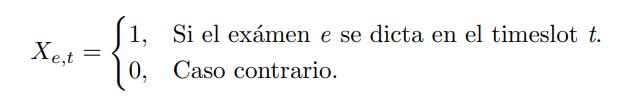 X_{e,t} = { 1, Si el exámen e se dicta en el timeslot t.
0, Caso contrario.